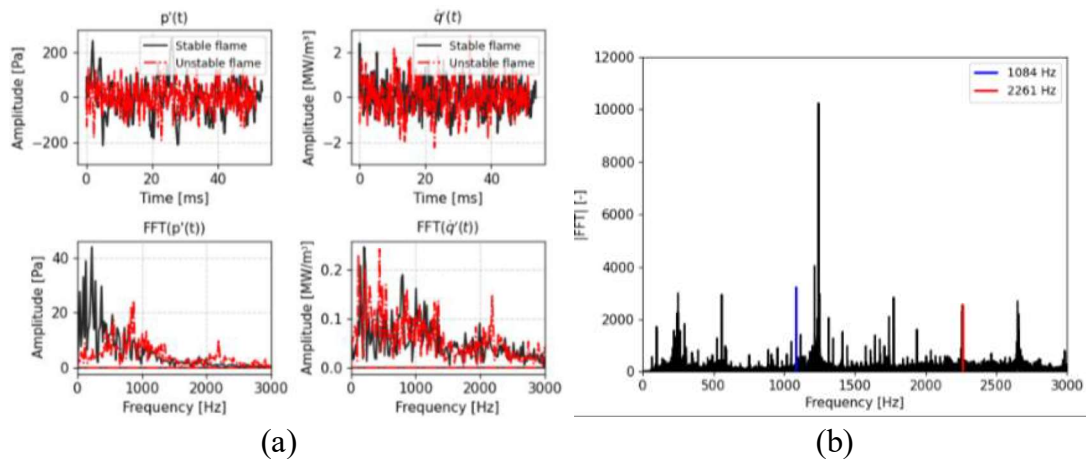 p'(t)
Amplitude [Pa]
200
0
−200
0
20
40
Time [ms]
Stable flame
Unstable flame
q̇'(t)
Amplitude [MW/m³]
2
0
−2
0
20
40
Time [ms]
Stable flame
Unstable flame
FFT(p'(t))
Amplitude [Pa]
40
20
0
0
1000
2000
3000
Frequency [Hz]
FFT(q̇'(t))
Amplitude [MW/m³]
0.2
0.1
0.0
0
1000
2000
3000
Frequency [Hz]
(a)
|FFT| [-]
12000
10000
8000
6000
4000
2000
0
0
500
1000
1500
2000
2500
3000
Frequency [Hz]
1084 Hz
2261 Hz
(b)